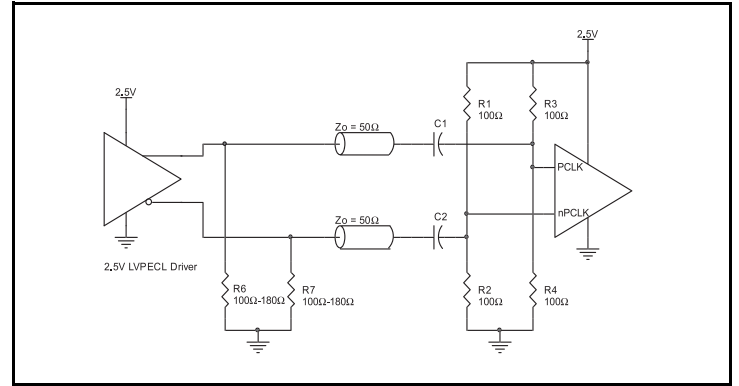 2.5V
2.5V
R1
100Ω
R3
100Ω
Zo = 50Ω
C1
PCLK
nPCLK
Zo = 50Ω
C2
2.5V LVPECL Driver
R6
100Ω-180Ω
R7
100Ω-180Ω
R2
100Ω
R4
100Ω